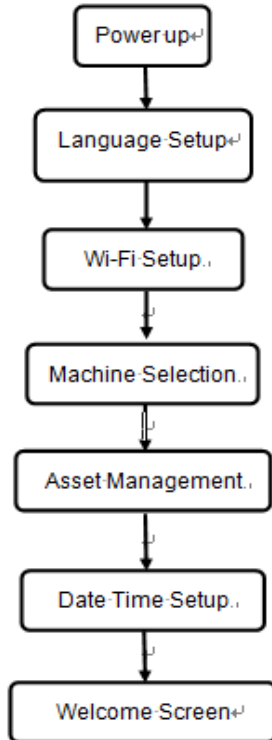 Power up
Language Setup
Wi-Fi Setup
Machine Selection
Asset Management
Date Time Setup
Welcome Screen